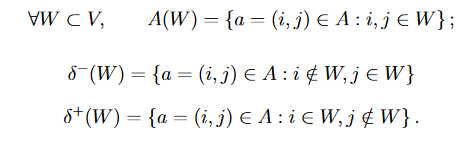 ∀W ⊂ V, A(W) = {a = (i, j) ∈ A : i, j ∈ W} ;
δ⁻(W) = {a = (i, j) ∈ A : i ∉ W, j ∈ W}
δ⁺(W) = {a = (i, j) ∈ A : i ∈ W, j ∉ W} .